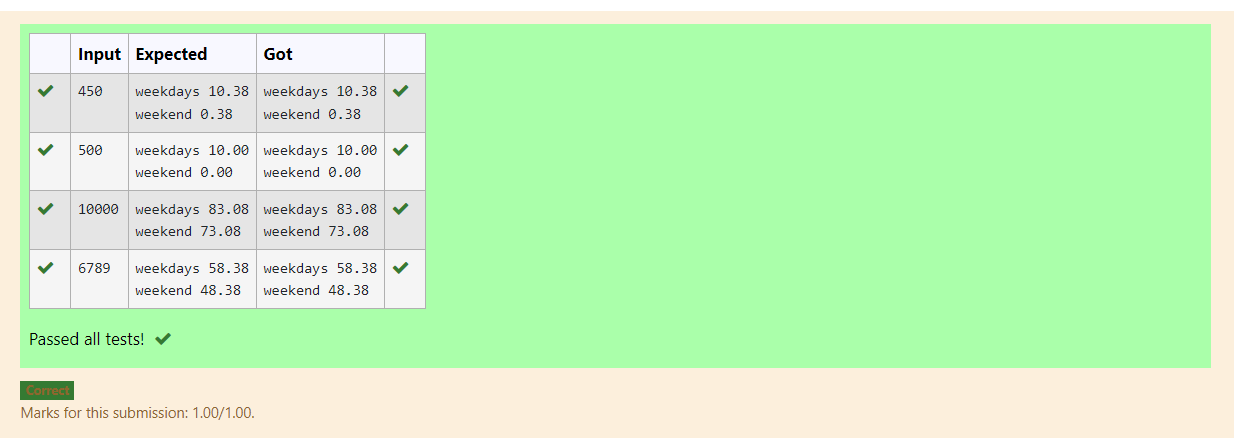 Input Expected Got
450 weekdays 10.38 weekdays 10.38
weekend 0.38 weekend 0.38
500 weekdays 10.00 weekdays 10.00
weekend 0.00 weekend 0.00
10000 weekdays 83.08 weekdays 83.08
weekend 73.08 weekend 73.08
6789 weekdays 58.38 weekdays 58.38
weekend 48.38 weekend 48.38
Passed all tests!
Correct
Marks for this submission: 1.00/1.00.